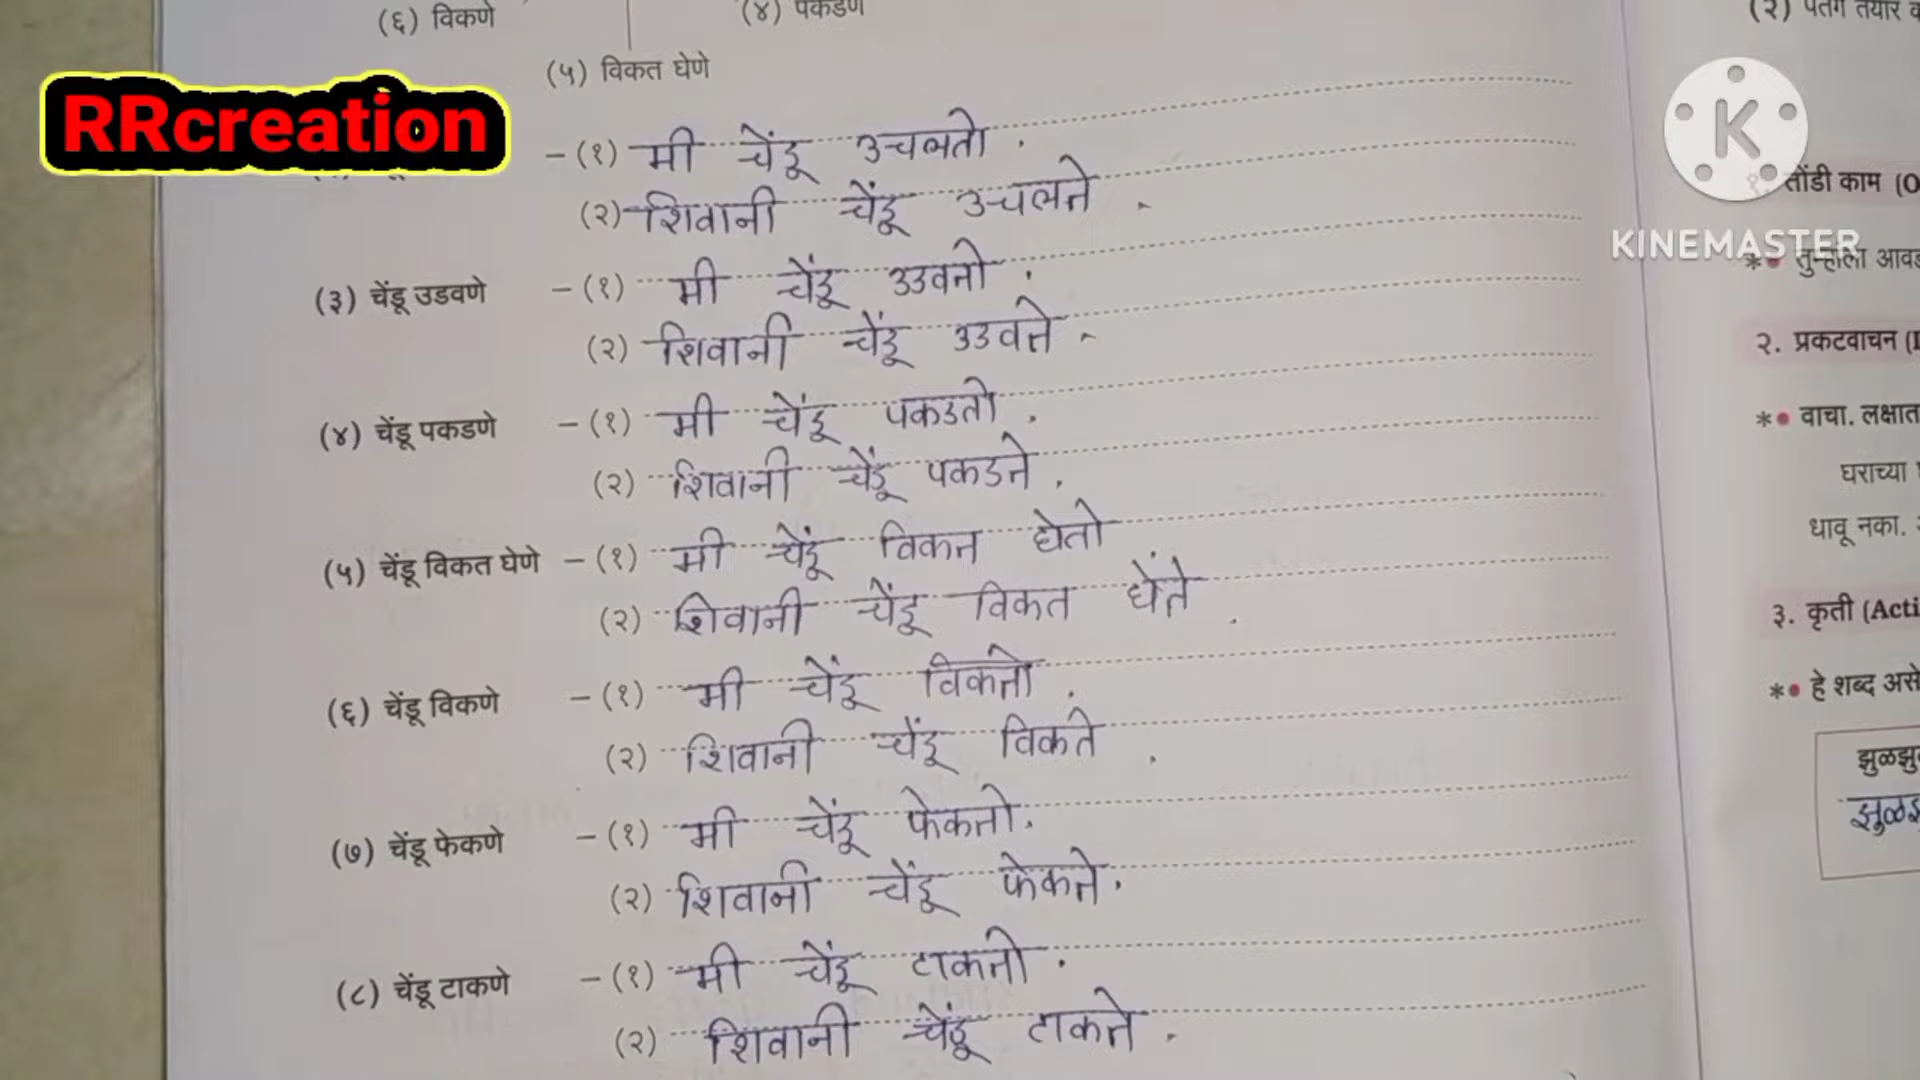 (६) विकणे
(४) पकडणे
(५) विकत घेणे
RRcreation
– (१) मी चेंडू उचलतो .
(२) शिवानी चेंडू उचलते .
(३) चेंडू उडवणे – (१) मी चेंडू उडवतो .
(२) शिवानी चेंडू उडवते .
(४) चेंडू पकडणे – (१) मी चेंडू पकडतो .
(२) शिवानी चेंडू पकडते .
(५) चेंडू विकत घेणे – (१) मी चेंडू विकत घेतो
(२) शिवानी चेंडू विकत घेंते .
(६) चेंडू विकणे – (१) मी चेंडू विकतो .
(२) शिवानी चेंडू विकते .
(७) चेंडू फेकणे – (१) मी चेंडू फेकतो.
(२) शिवानी चेंडू फेकते.
(८) चेंडू टाकणे – (१) मी चेंडू टाकतो .
(२) शिवानी चेंडू टाकते .
(२) पतंग तयार
K
KINEMASTER
१. तोंडी काम
*• तुम्हाला
२. प्रकटवाचन
*• वाचा. लक्षात
घराच्या
धावू नका.
३. कृती (Acti
*• हे शब्द